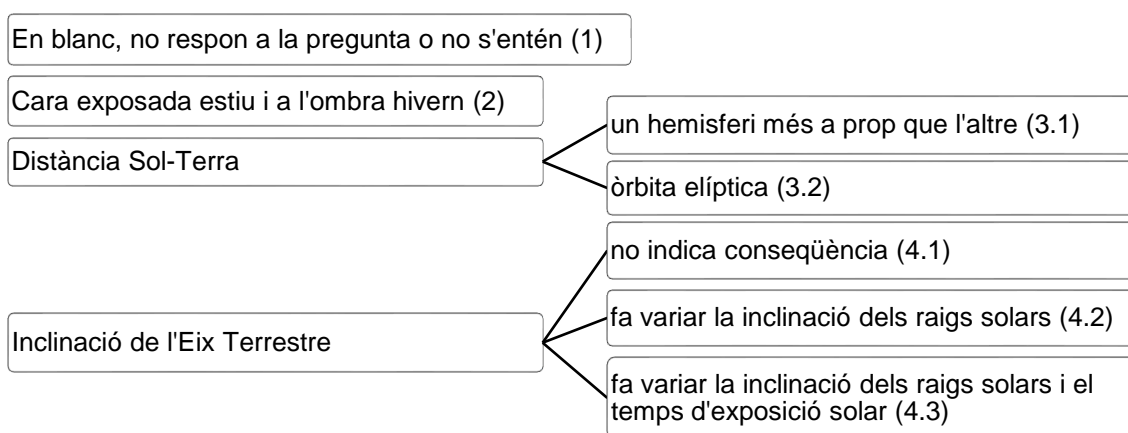 En blanc, no respon a la pregunta o no s'entén (1)
Cara exposada estiu i a l'ombra hivern (2)
Distància Sol-Terra
un hemisferi més a prop que l'altre (3.1)
òrbita elíptica (3.2)
Inclinació de l'Eix Terrestre
no indica conseqüència (4.1)
fa variar la inclinació dels raigs solars (4.2)
fa variar la inclinació dels raigs solars i el
temps d'exposició solar (4.3)